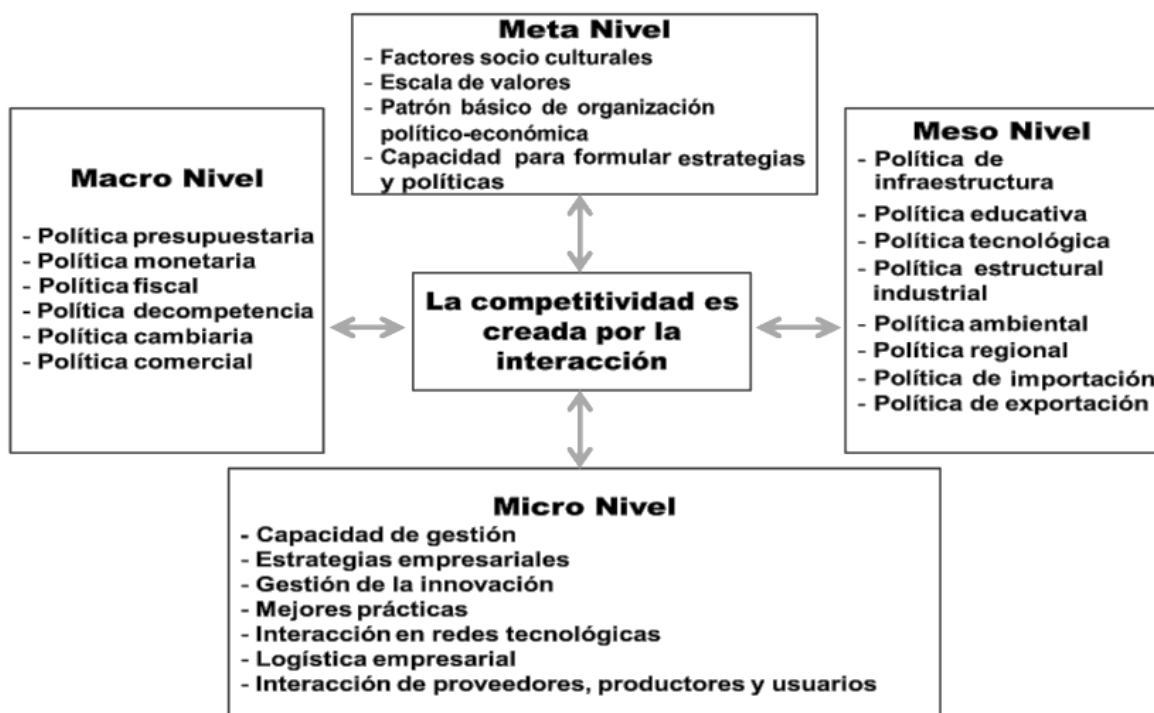 Meta Nivel
- Factores socio culturales
- Escala de valores
- Patrón básico de organización
político-económica
- Capacidad para formular estrategias
y políticas
Macro Nivel
- Política presupuestaria
- Política monetaria
- Política fiscal
- Política decompetencia
- Política cambiaria
- Política comercial
La competitividad es
creada por la
interacción
Meso Nivel
- Política de
infraestructura
- Política educativa
- Política tecnológica
- Política estructural
industrial
- Política ambiental
- Política regional
- Política de importación
- Política de exportación
Micro Nivel
- Capacidad de gestión
- Estrategias empresariales
- Gestión de la innovación
- Mejores prácticas
- Interacción en redes tecnológicas
- Logística empresarial
- Interacción de proveedores, productores y usuarios